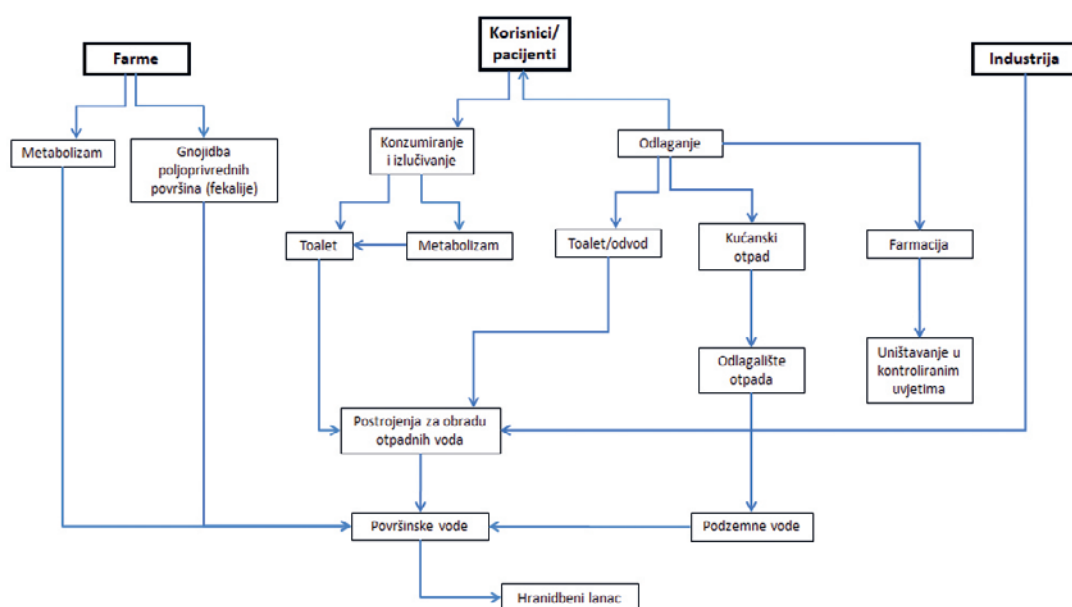 Farme
Korisnici/
pacijenti
Industrija
Metabolizam
Gnojidba
poljoprivrednih
površina (fekalije)
Konzumiranje
i izlučivanje
Odlaganje
Toalet
Metabolizam
Toalet/odvod
Kućanski
otpad
Farmacija
Odlagalište
otpada
Uništavanje u
kontroliranim
uvjetima
Postrojenja za obradu
otpadnih voda
Površinske vode
Podzemne vode
Hranidbeni lanac